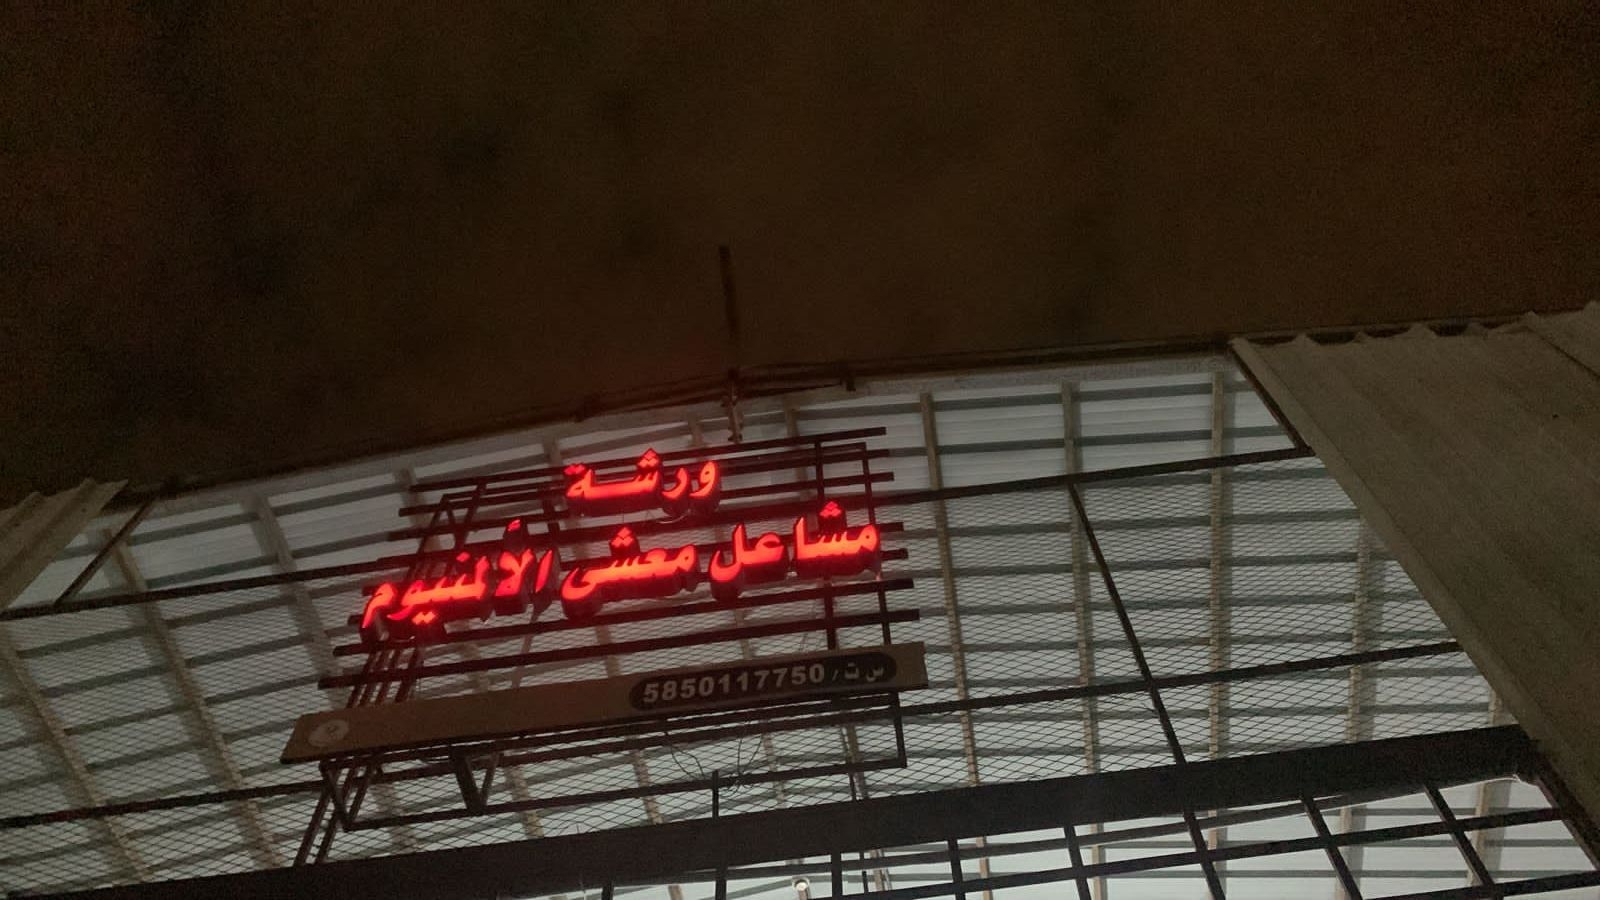 ورشة
مشاعل معشى الألمنيوم
س ت / 5850117750